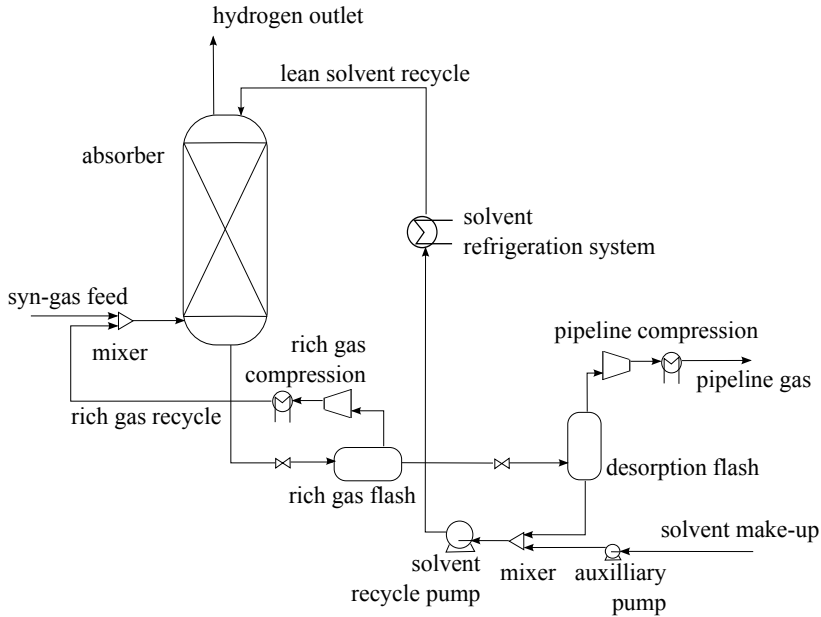 hydrogen outlet
lean solvent recycle
absorber
solvent
refrigeration system
syn-gas feed
mixer
rich gas
compression
pipeline compression
pipeline gas
rich gas recycle
rich gas flash
desorption flash
solvent make-up
solvent
recycle pump
mixer
auxilliary
pump